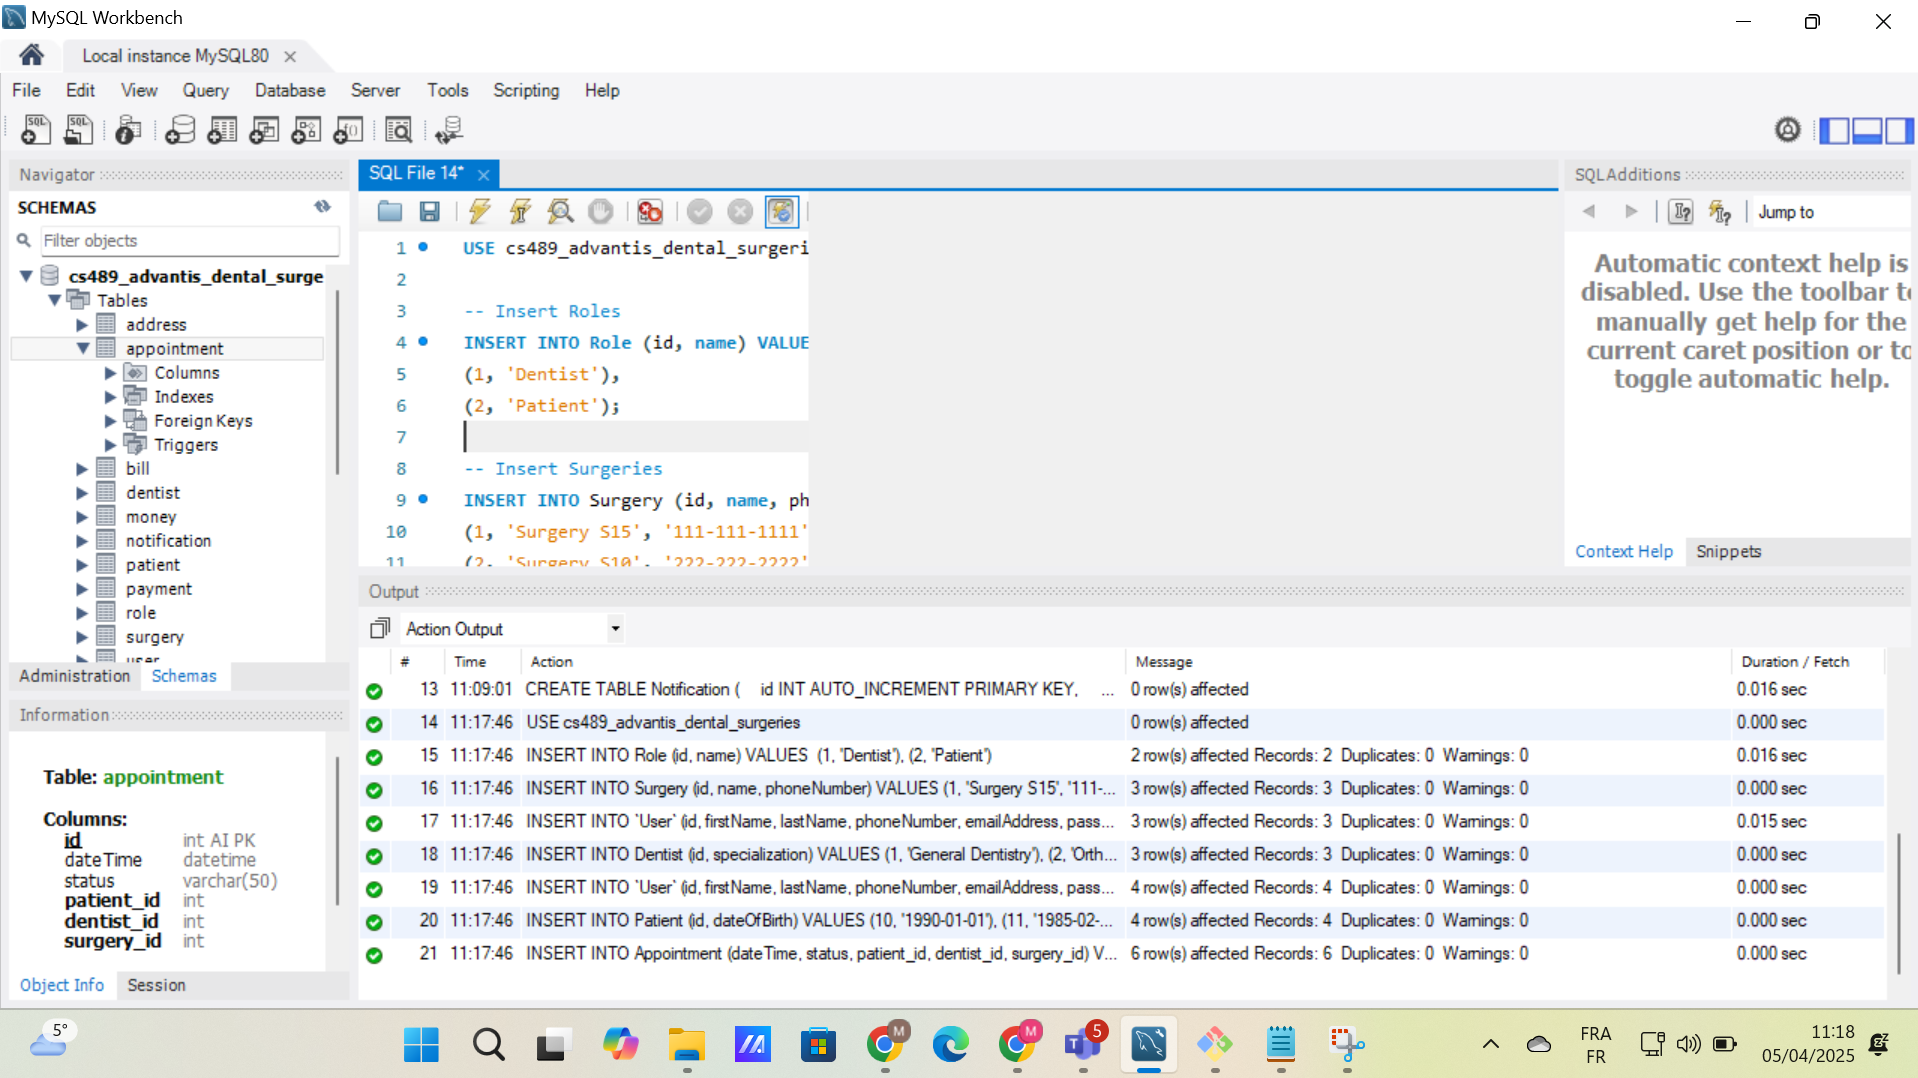 MySQL Workbench
Local instance MySQL80
File Edit View Query Database Server Tools Scripting Help
Navigator
SCHEMAS
Filter objects
cs489_advantis_dental_surge
Tables
address
appointment
Columns
Indexes
Foreign Keys
Triggers
bill
dentist
money
notification
patient
payment
role
surgery
user
Administration Schemas
Information
Table: appointment
Columns:
id int AI PK
dateTime datetime
status varchar(50)
patient_id int
dentist_id int
surgery_id int
Object Info Session
SQL File 14*
1 USE cs489_advantis_dental_surgeri
2
3 -- Insert Roles
4 INSERT INTO Role (id, name) VALUE
5 (1, 'Dentist'),
6 (2, 'Patient');
7
8 -- Insert Surgeries
9 INSERT INTO Surgery (id, name, ph
10 (1, 'Surgery S15', '111-111-1111'
11 (2, 'Surgery S10', '222-222-2222'
SQLAdditions
Jump to
Automatic context help is
disabled. Use the toolbar to
manually get help for the
current caret position or to
toggle automatic help.
Context Help Snippets
Output
Action Output
# Time Action Message Duration / Fetch
13 11:09:01 CREATE TABLE Notification ( id INT AUTO_INCREMENT PRIMARY KEY, ... 0 row(s) affected 0.016 sec
14 11:17:46 USE cs489_advantis_dental_surgeries 0 row(s) affected 0.000 sec
15 11:17:46 INSERT INTO Role (id, name) VALUES (1, 'Dentist'), (2, 'Patient') 2 row(s) affected Records: 2 Duplicates: 0 Warnings: 0 0.016 sec
16 11:17:46 INSERT INTO Surgery (id, name, phoneNumber) VALUES (1, 'Surgery S15', '111-... 3 row(s) affected Records: 3 Duplicates: 0 Warnings: 0 0.000 sec
17 11:17:46 INSERT INTO `User` (id, firstName, lastName, phoneNumber, emailAddress, pass... 3 row(s) affected Records: 3 Duplicates: 0 Warnings: 0 0.015 sec
18 11:17:46 INSERT INTO Dentist (id, specialization) VALUES (1, 'General Dentistry'), (2, 'Orth... 3 row(s) affected Records: 3 Duplicates: 0 Warnings: 0 0.000 sec
19 11:17:46 INSERT INTO `User` (id, firstName, lastName, phoneNumber, emailAddress, pass... 4 row(s) affected Records: 4 Duplicates: 0 Warnings: 0 0.000 sec
20 11:17:46 INSERT INTO Patient (id, dateOfBirth) VALUES (10, '1990-01-01'), (11, '1985-02-... 4 row(s) affected Records: 4 Duplicates: 0 Warnings: 0 0.000 sec
21 11:17:46 INSERT INTO Appointment (dateTime, status, patient_id, dentist_id, surgery_id) V... 6 row(s) affected Records: 6 Duplicates: 0 Warnings: 0 0.000 sec
5°
M
M
5
FRA
FR
11:18
05/04/2025